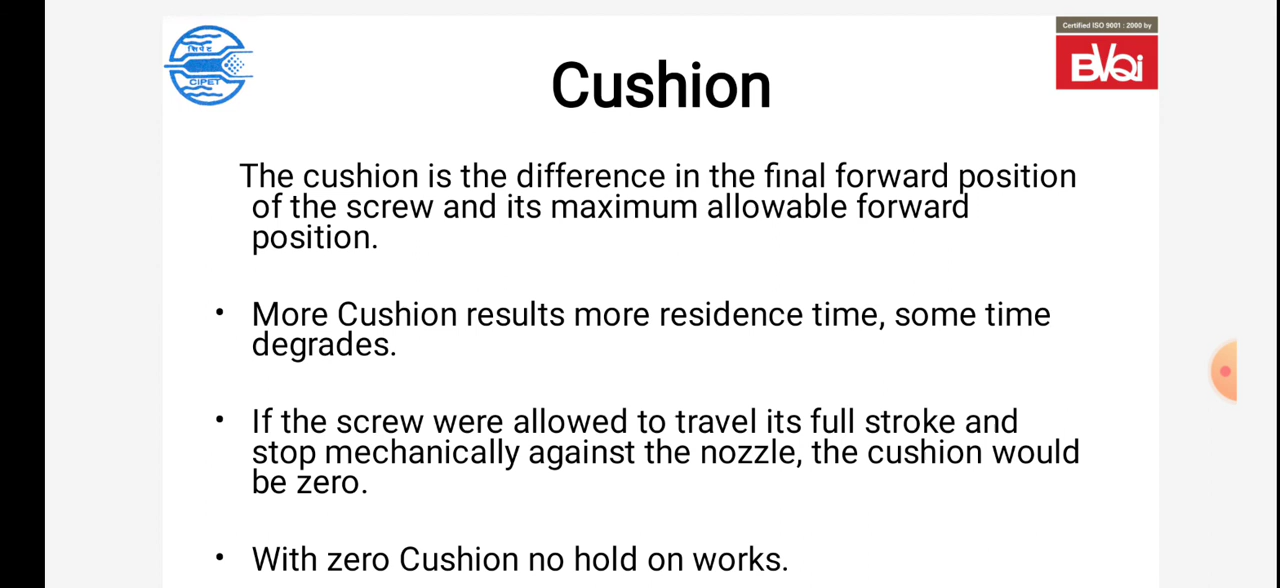 सिपेट
CIPET
Certified ISO 9001 : 2000 by
BVQi
Cushion
The cushion is the difference in the final forward position
of the screw and its maximum allowable forward
position.
• More Cushion results more residence time, some time
degrades.
• If the screw were allowed to travel its full stroke and
stop mechanically against the nozzle, the cushion would
be zero.
• With zero Cushion no hold on works.